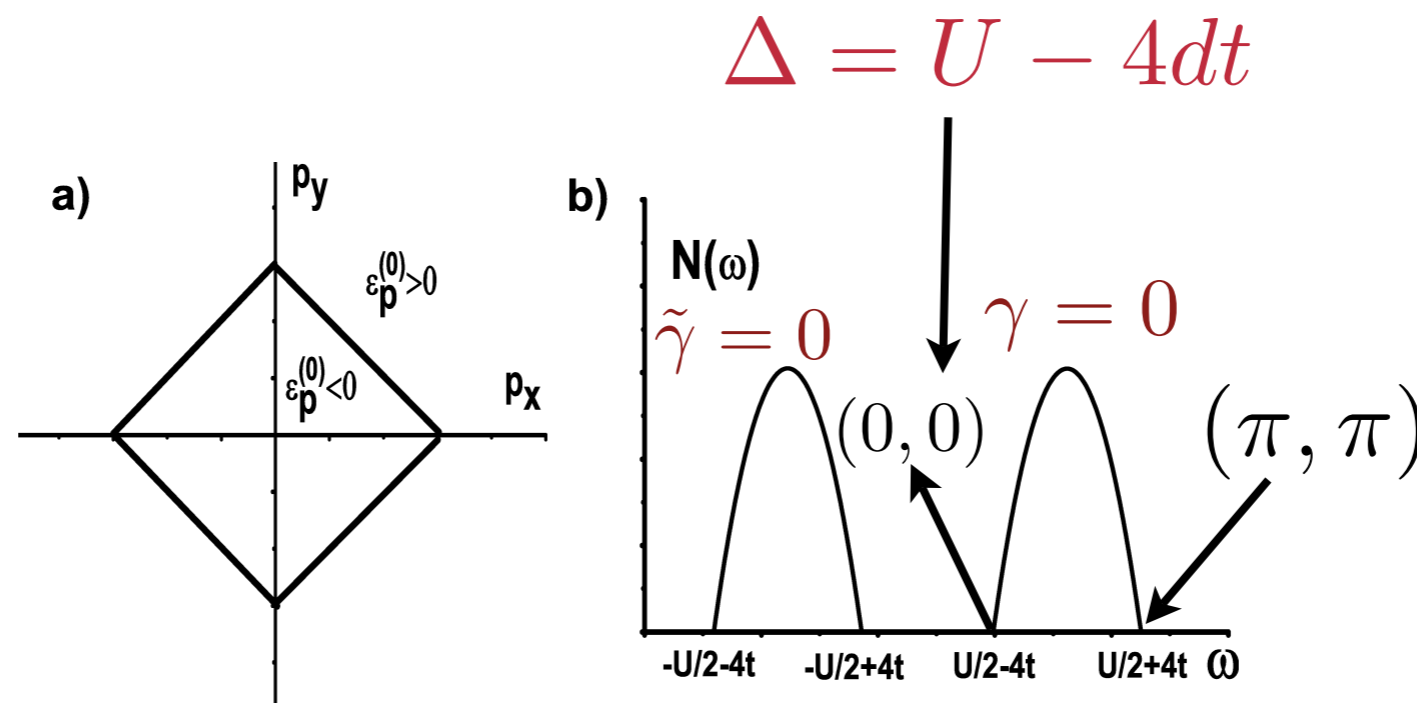 Δ = U − 4dt
a)
p_y
ε_p^(0)>0
ε_p^(0)<0
p_x
b)
N(ω)
γ̃ = 0
γ = 0
(0, 0)
(π, π)
-U/2-4t
-U/2+4t
U/2-4t
U/2+4t
ω